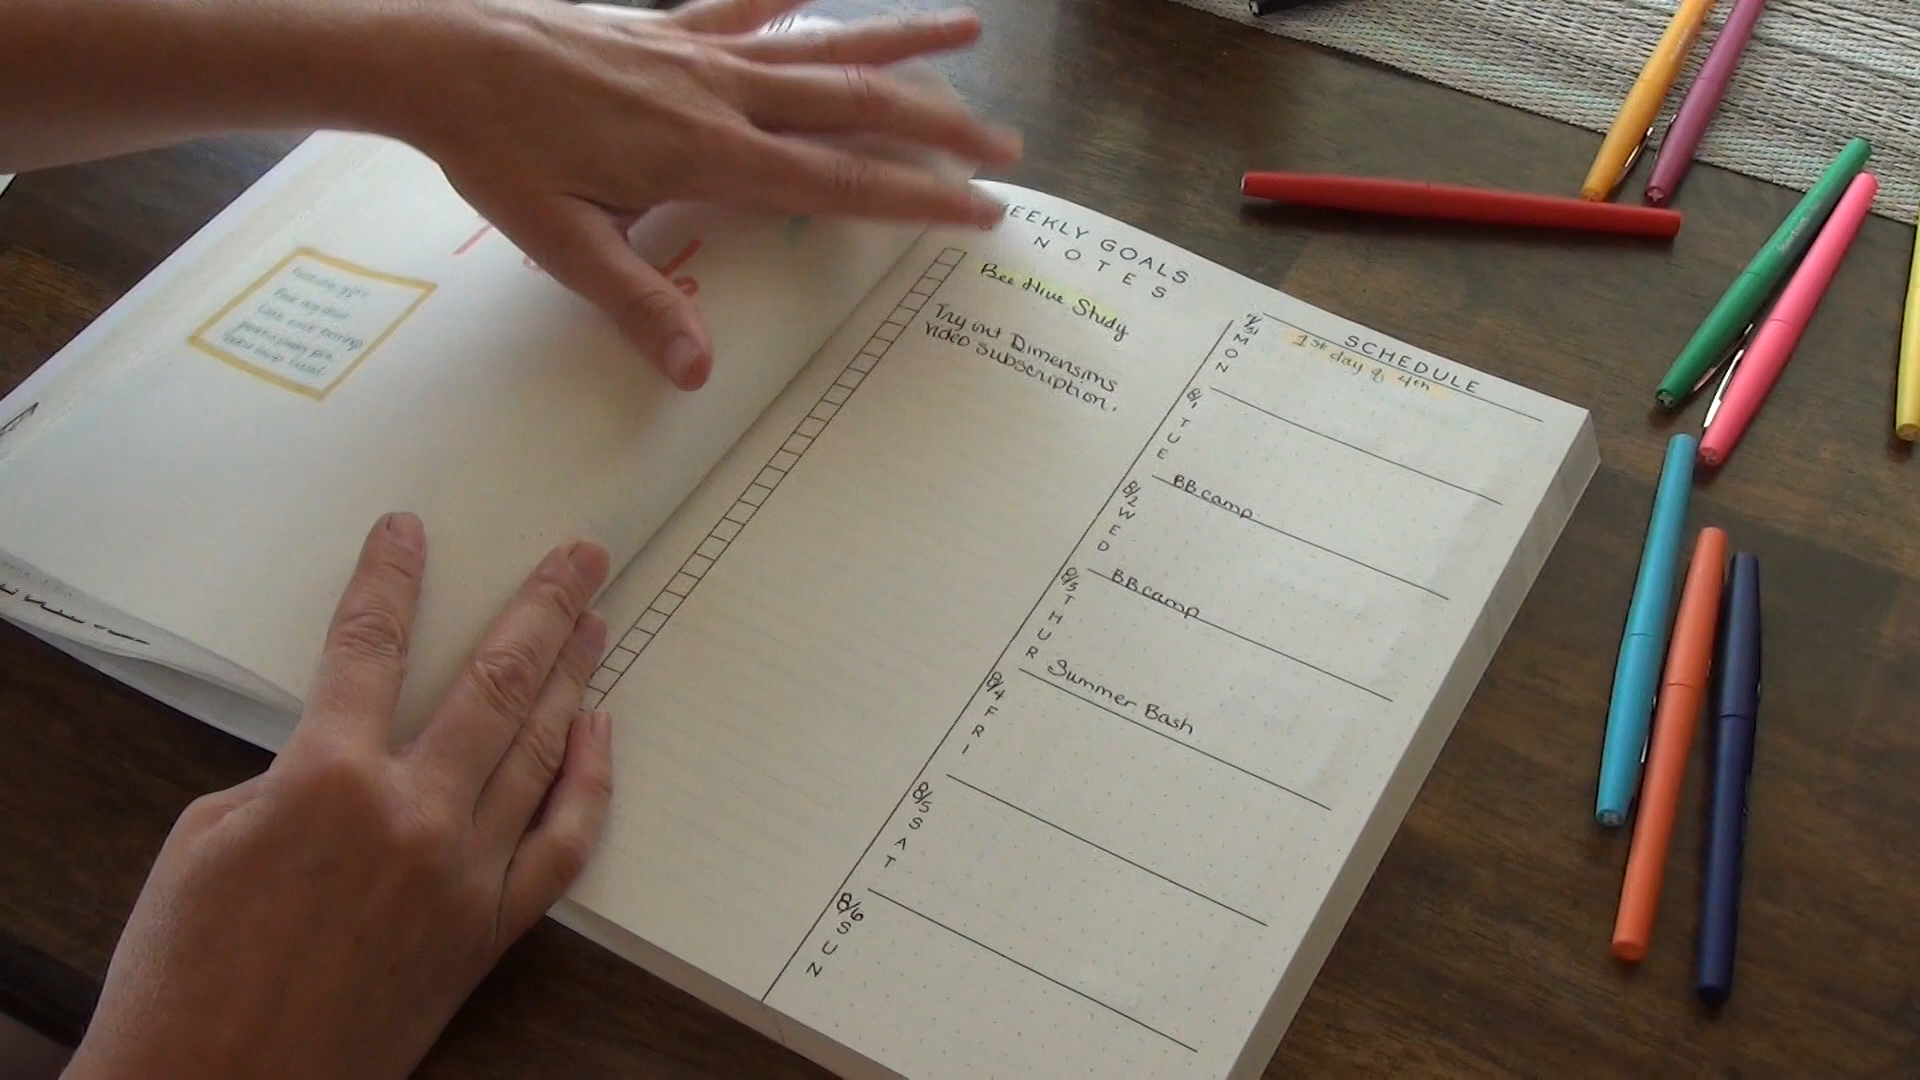 WEEKLY GOALS
NOTES
Bee Hive Study
Try out Dimensions
video subscription.
SCHEDULE
7/31
MON
1st day of 4th
8/1
TUE
8/2
WED
BB camp
8/3
THUR
BB camp
8/4
FRI
Summer Bash
8/5
SAT
8/6
SUN